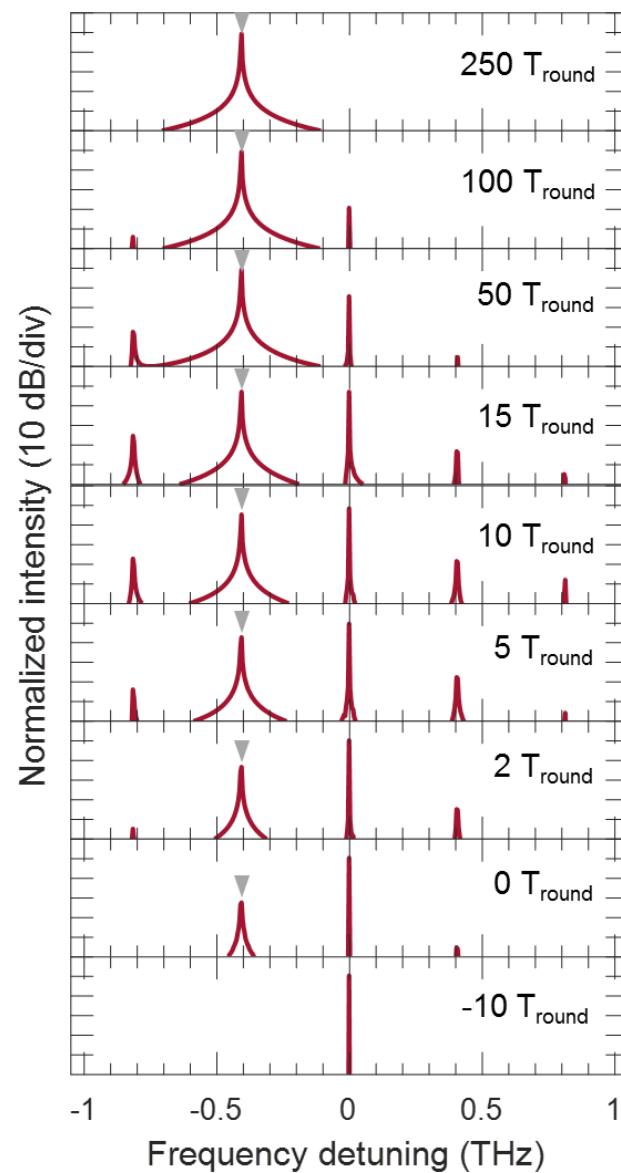 250 Tround
100 Tround
50 Tround
15 Tround
10 Tround
5 Tround
2 Tround
0 Tround
-10 Tround
Normalized intensity (10 dB/div)
-1 -0.5 0 0.5 1
Frequency detuning (THz)